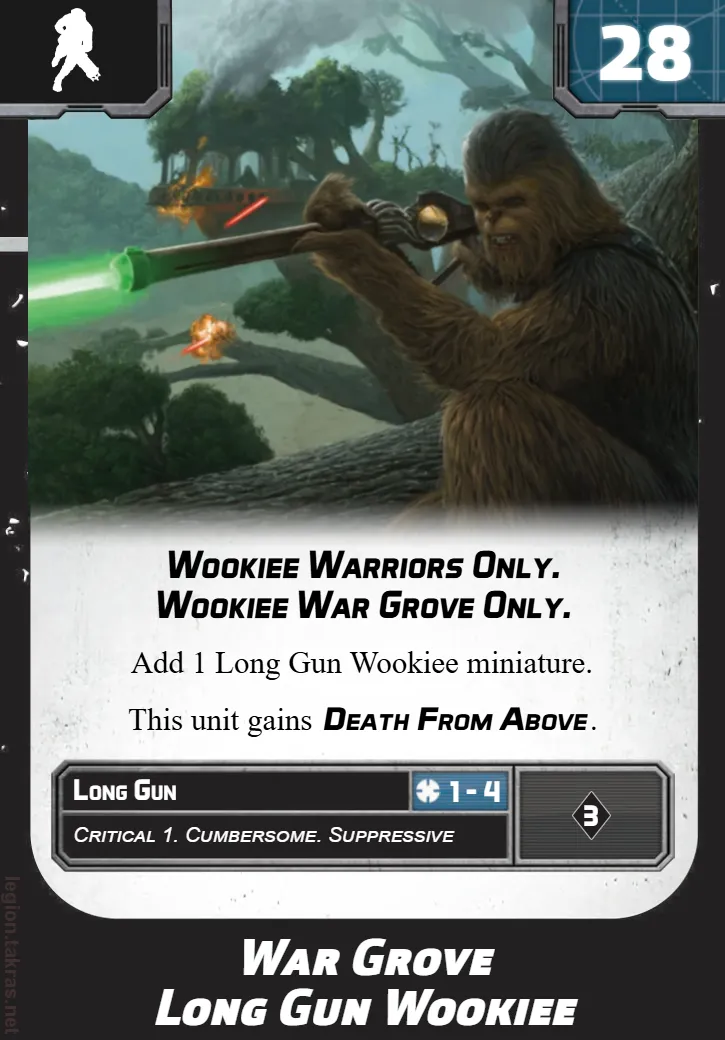 28
Wookiee Warriors Only.
Wookiee War Grove Only.
Add 1 Long Gun Wookiee miniature.
This unit gains Death From Above.
Long Gun
1 - 4
3
Critical 1. Cumbersome. Suppressive
legion.takras.net
War Grove
Long Gun Wookiee